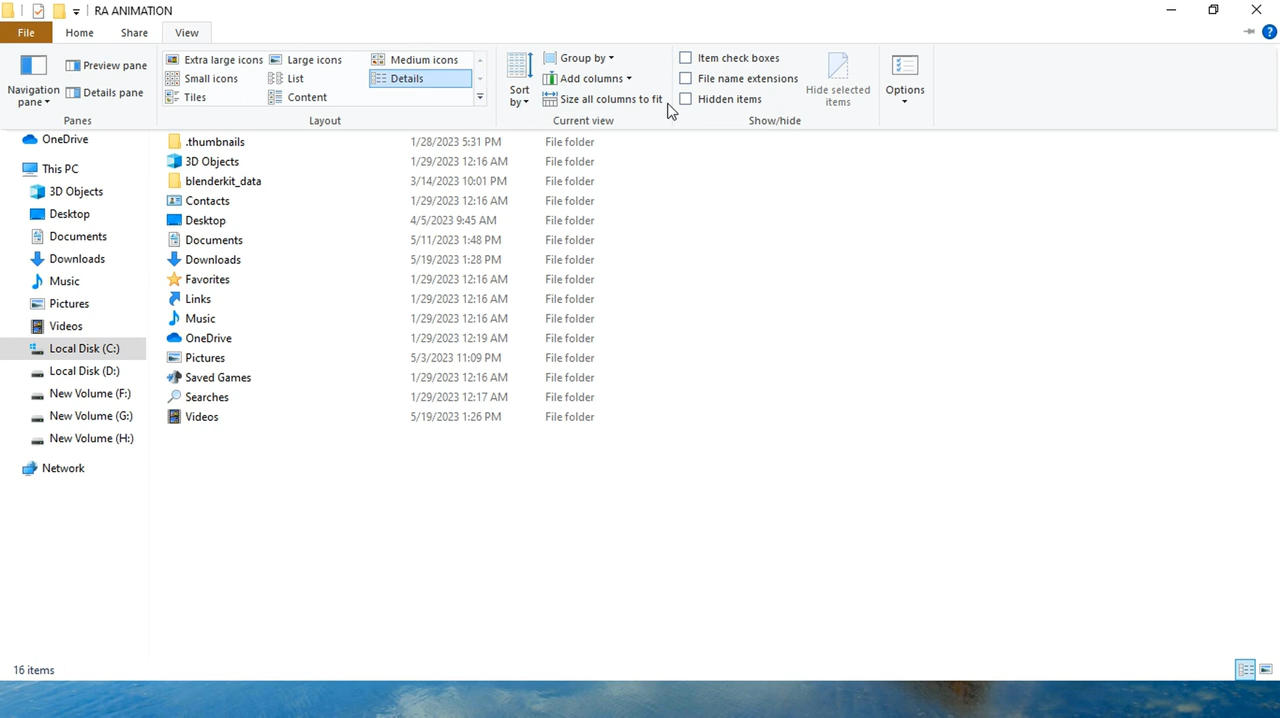 RA ANIMATION
File Home Share View
Navigation pane
Preview pane
Details pane
Panes
Extra large icons Large icons Medium icons
Small icons List Details
Tiles Content
Layout
Sort by
Group by
Add columns
Size all columns to fit
Current view
Item check boxes
File name extensions
Hidden items
Hide selected items
Show/hide
Options
OneDrive
This PC
3D Objects
Desktop
Documents
Downloads
Music
Pictures
Videos
Local Disk (C:)
Local Disk (D:)
New Volume (F:)
New Volume (G:)
New Volume (H:)
Network
.thumbnails 1/28/2023 5:31 PM File folder
3D Objects 1/29/2023 12:16 AM File folder
blenderkit_data 3/14/2023 10:01 PM File folder
Contacts 1/29/2023 12:16 AM File folder
Desktop 4/5/2023 9:45 AM File folder
Documents 5/11/2023 1:48 PM File folder
Downloads 5/19/2023 1:28 PM File folder
Favorites 1/29/2023 12:16 AM File folder
Links 1/29/2023 12:16 AM File folder
Music 1/29/2023 12:16 AM File folder
OneDrive 1/29/2023 12:19 AM File folder
Pictures 5/3/2023 11:09 PM File folder
Saved Games 1/29/2023 12:16 AM File folder
Searches 1/29/2023 12:17 AM File folder
Videos 5/19/2023 1:26 PM File folder
16 items